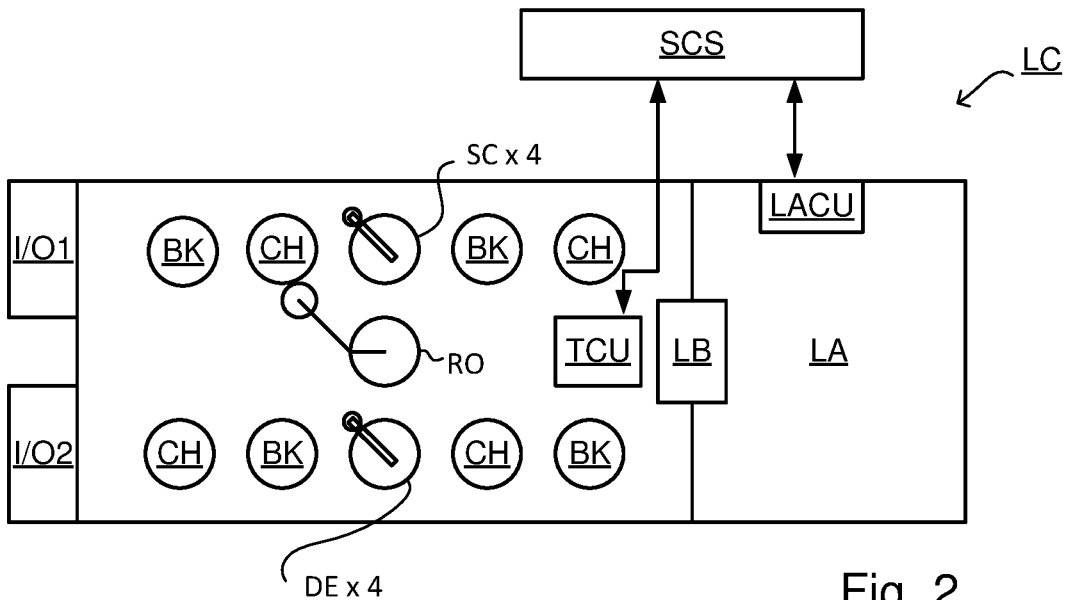 SCS
LC
SC x 4
LACU
I/O1
BK
CH
BK
CH
RO
TCU
LB
LA
I/O2
CH
BK
CH
BK
DE x 4
Fig. 2